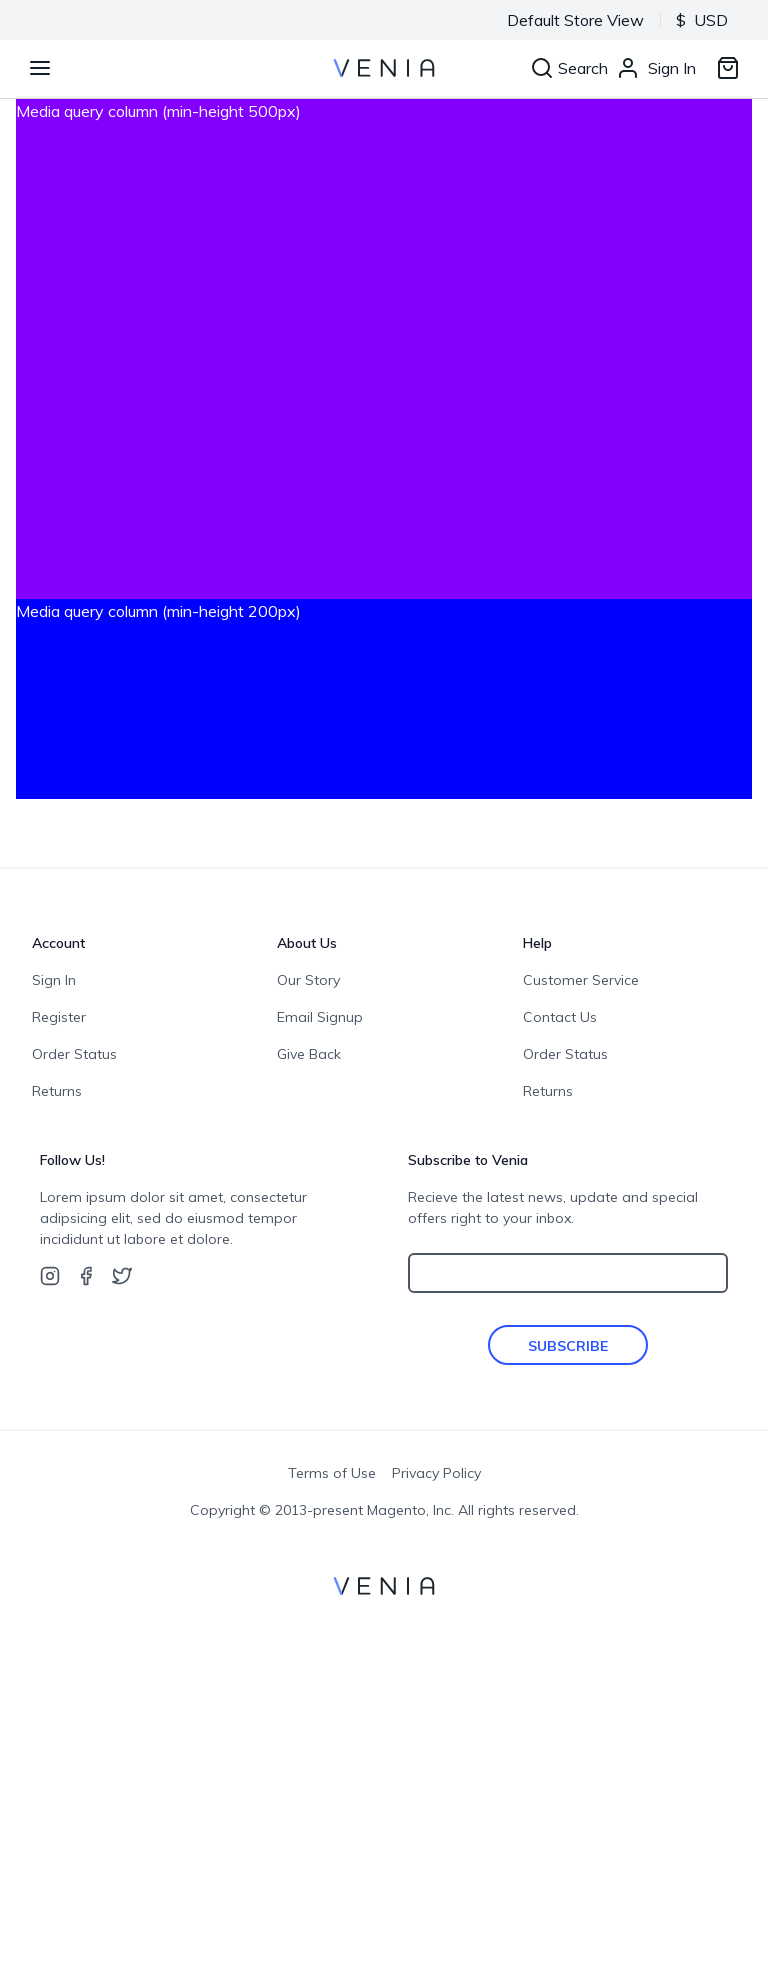 Default Store View
$ USD
VENIA
Search
Sign In
Media query column (min-height 500px)
Media query column (min-height 200px)
Account
Sign In
Register
Order Status
Returns
About Us
Our Story
Email Signup
Give Back
Help
Customer Service
Contact Us
Order Status
Returns
Follow Us!
Lorem ipsum dolor sit amet, consectetur
adipsicing elit, sed do eiusmod tempor
incididunt ut labore et dolore.
Subscribe to Venia
Recieve the latest news, update and special
offers right to your inbox.
SUBSCRIBE
Terms of Use
Privacy Policy
Copyright © 2013-present Magento, Inc. All rights reserved.
VENIA